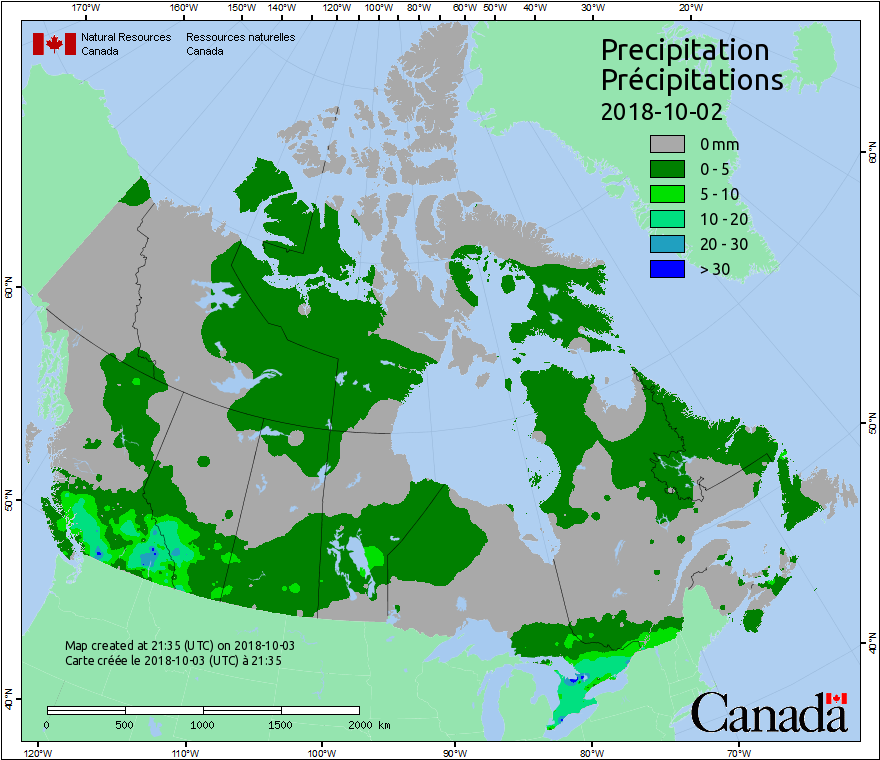 170°W 160°W 150°W 140°W 130°W 120°W 110°W 100°W 90°W 80°W 60°W 50°W 40°W 30°W 20°W
Natural Resources Ressources naturelles
Canada Canada
Precipitation
Précipitations
2018-10-02
0 mm
0 - 5
5 - 10
10 - 20
20 - 30
> 30
60°N
60°N
50°N
50°N
40°N
40°N
Map created at 21:35 (UTC) on 2018-10-03
Carte créée le 2018-10-03 (UTC) à 21:35
0 500 1000 1500 2000 km
Canada
120°W 110°W 100°W 90°W 80°W 70°W